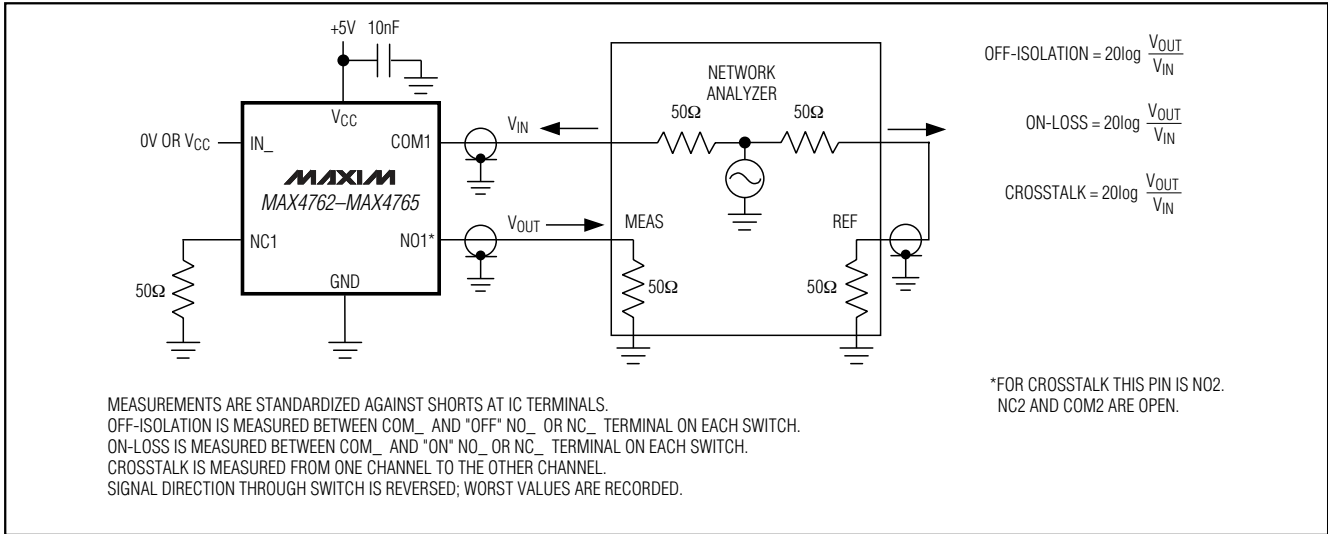 +5V 10nF
VCC
0V OR VCC
IN_
COM1
MAXIM
MAX4762–MAX4765
NC1
NO1*
GND
50Ω
VIN
VOUT
NETWORK
ANALYZER
50Ω
50Ω
MEAS
REF
50Ω
50Ω
OFF-ISOLATION = 20log VOUT
VIN
ON-LOSS = 20log VOUT
VIN
CROSSTALK = 20log VOUT
VIN
MEASUREMENTS ARE STANDARDIZED AGAINST SHORTS AT IC TERMINALS.
OFF-ISOLATION IS MEASURED BETWEEN COM_ AND "OFF" NO_ OR NC_ TERMINAL ON EACH SWITCH.
ON-LOSS IS MEASURED BETWEEN COM_ AND "ON" NO_ OR NC_ TERMINAL ON EACH SWITCH.
CROSSTALK IS MEASURED FROM ONE CHANNEL TO THE OTHER CHANNEL.
SIGNAL DIRECTION THROUGH SWITCH IS REVERSED; WORST VALUES ARE RECORDED.
*FOR CROSSTALK THIS PIN IS NO2.
NC2 AND COM2 ARE OPEN.